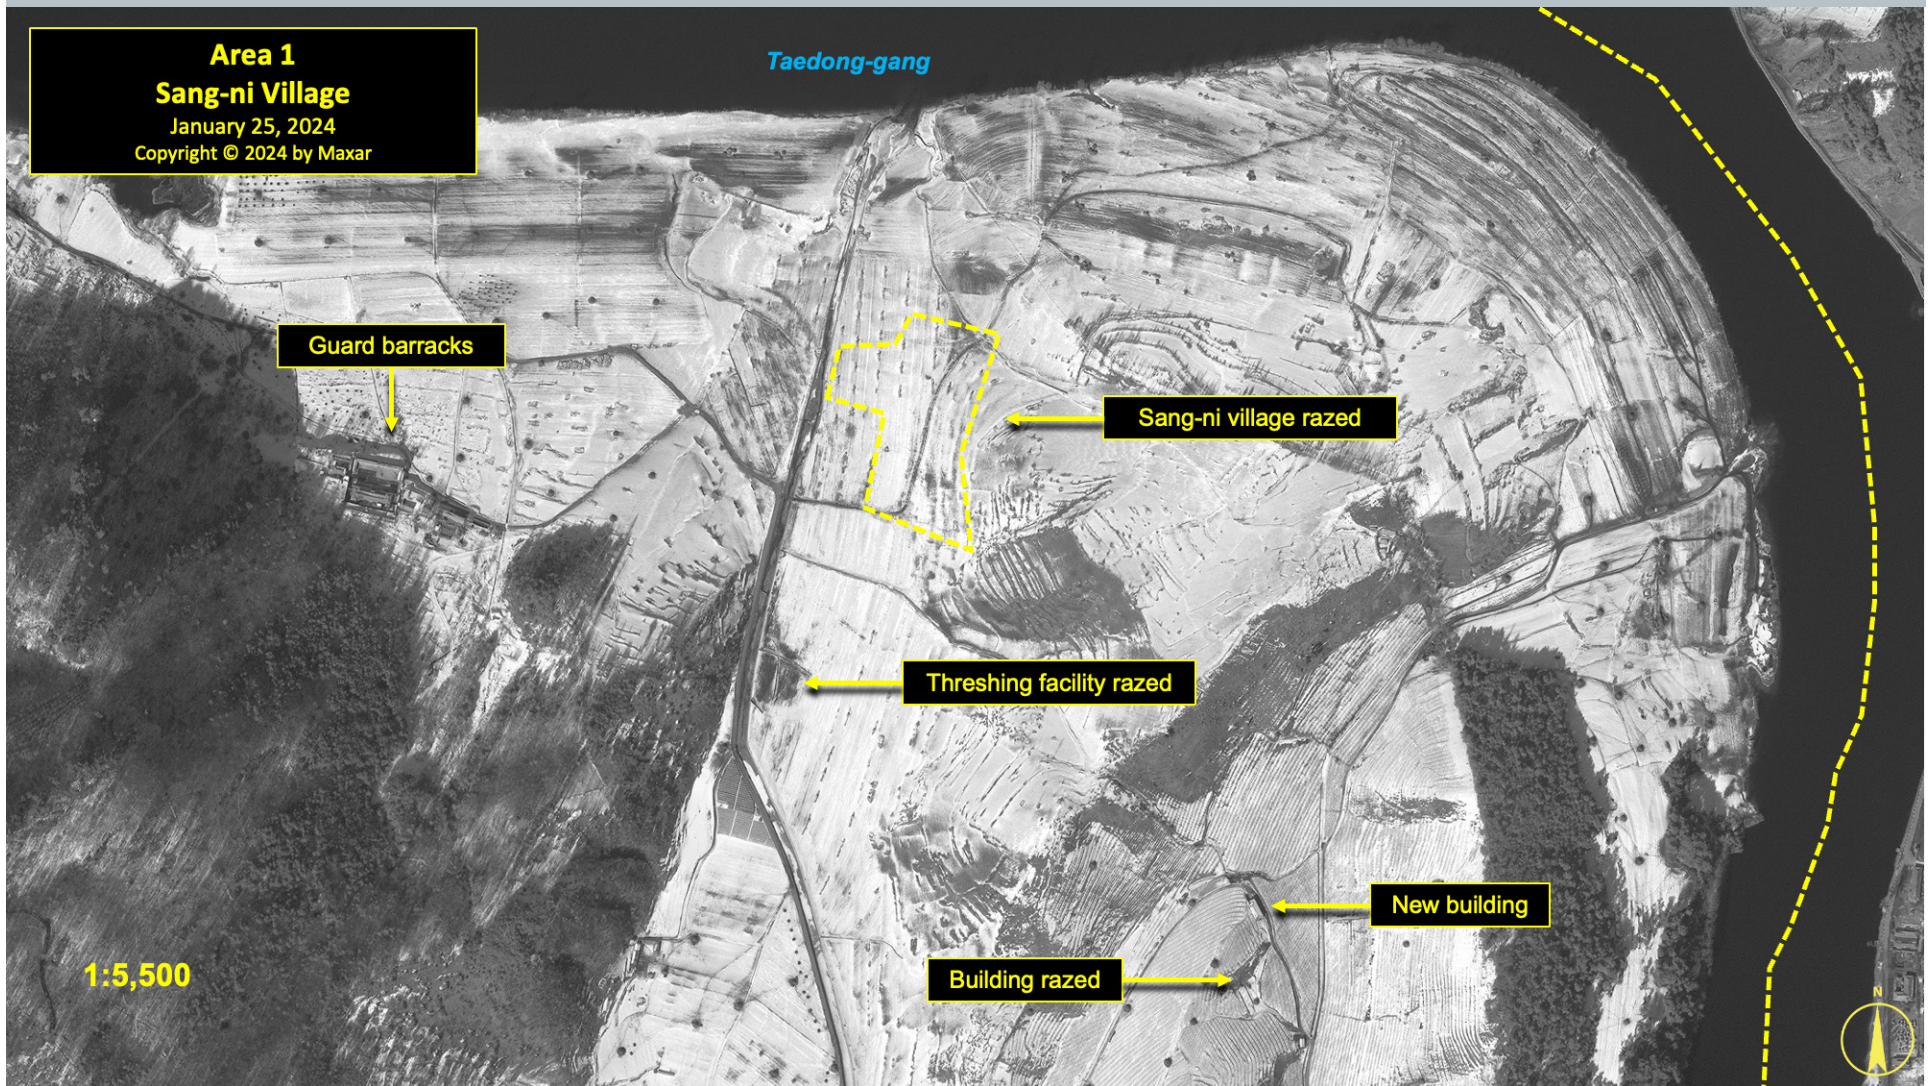 Area 1
Sang-ni Village
January 25, 2024
Copyright © 2024 by Maxar
Taedong-gang
Guard barracks
Sang-ni village razed
Threshing facility razed
New building
Building razed
1:5,500
N